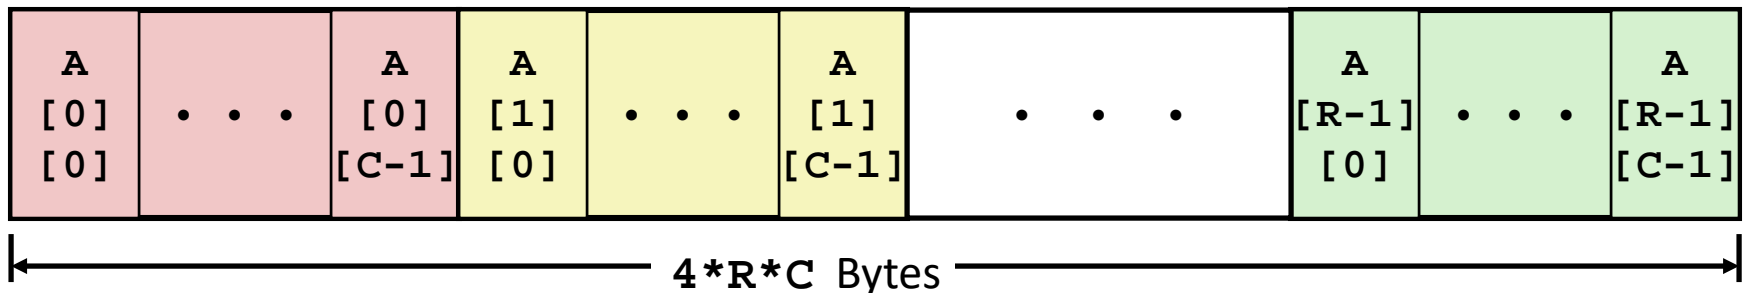 A A A A A A
[0] • • • [0] [1] • • • [1] • • • [R-1] • • • [R-1]
[0] [C-1] [0] [C-1] [0] [C-1]
4*R*C Bytes